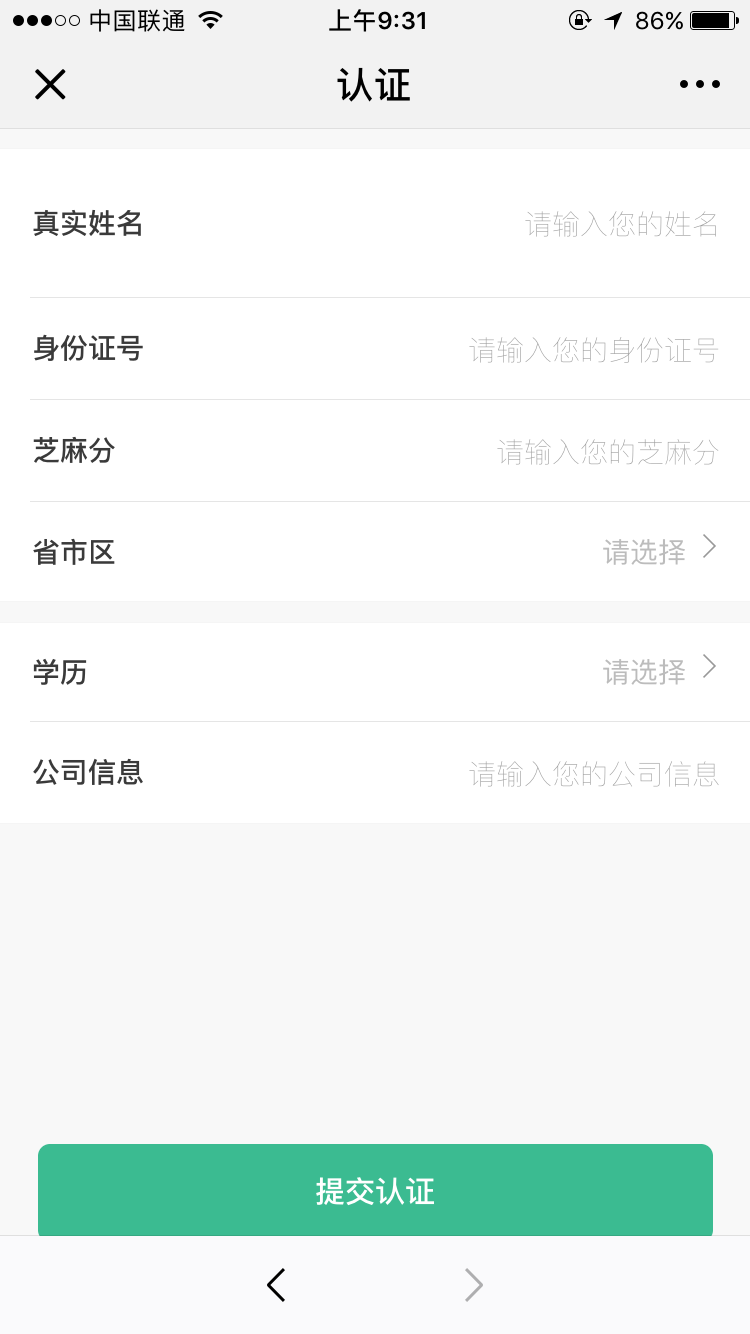 中国联通 上午9:31 86%
认证
真实姓名 请输入您的姓名
身份证号 请输入您的身份证号
芝麻分 请输入您的芝麻分
省市区 请选择
学历 请选择
公司信息 请输入您的公司信息
提交认证